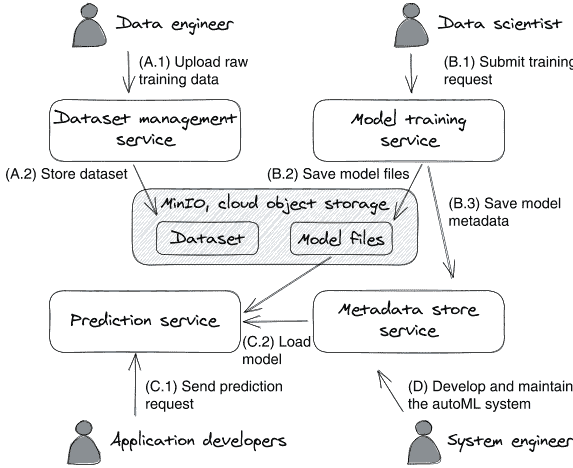 Data engineer
Data scientist
(A.1) Upload raw
training data
(B.1) Submit training
request
Dataset management
service
Model training
service
(A.2) Store dataset
(B.2) Save model files
(B.3) Save model
metadata
MinIO, cloud object storage
Dataset
Model files
Prediction service
Metadata store
service
(C.2) Load
model
(C.1) Send prediction
request
(D) Develop and maintain
the autoML system
Application developers
System engineer